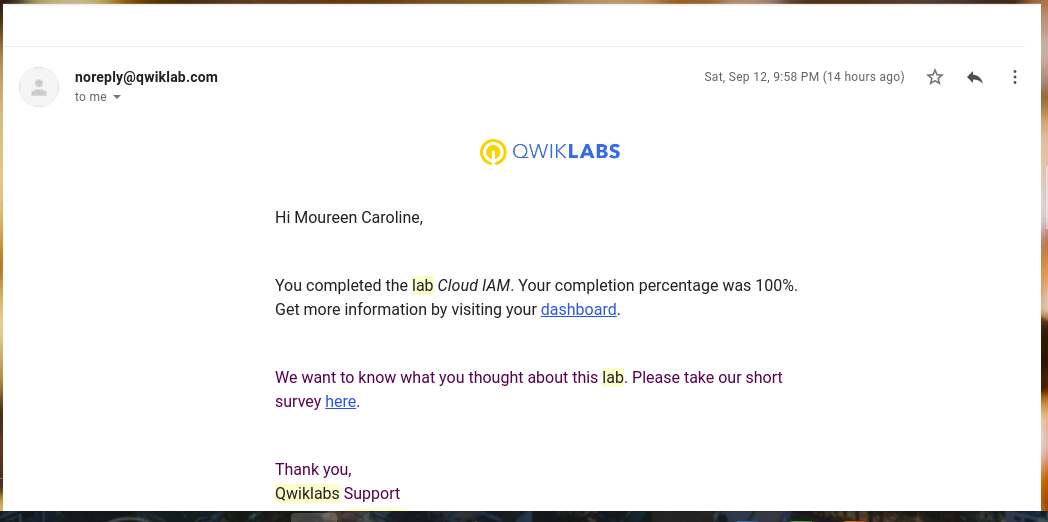 noreply@qwiklab.com
Sat, Sep 12, 9:58 PM (14 hours ago)
to me
QWIKLABS
Hi Moureen Caroline,
You completed the lab Cloud IAM. Your completion percentage was 100%.
Get more information by visiting your dashboard.
We want to know what you thought about this lab. Please take our short
survey here.
Thank you,
Qwiklabs Support